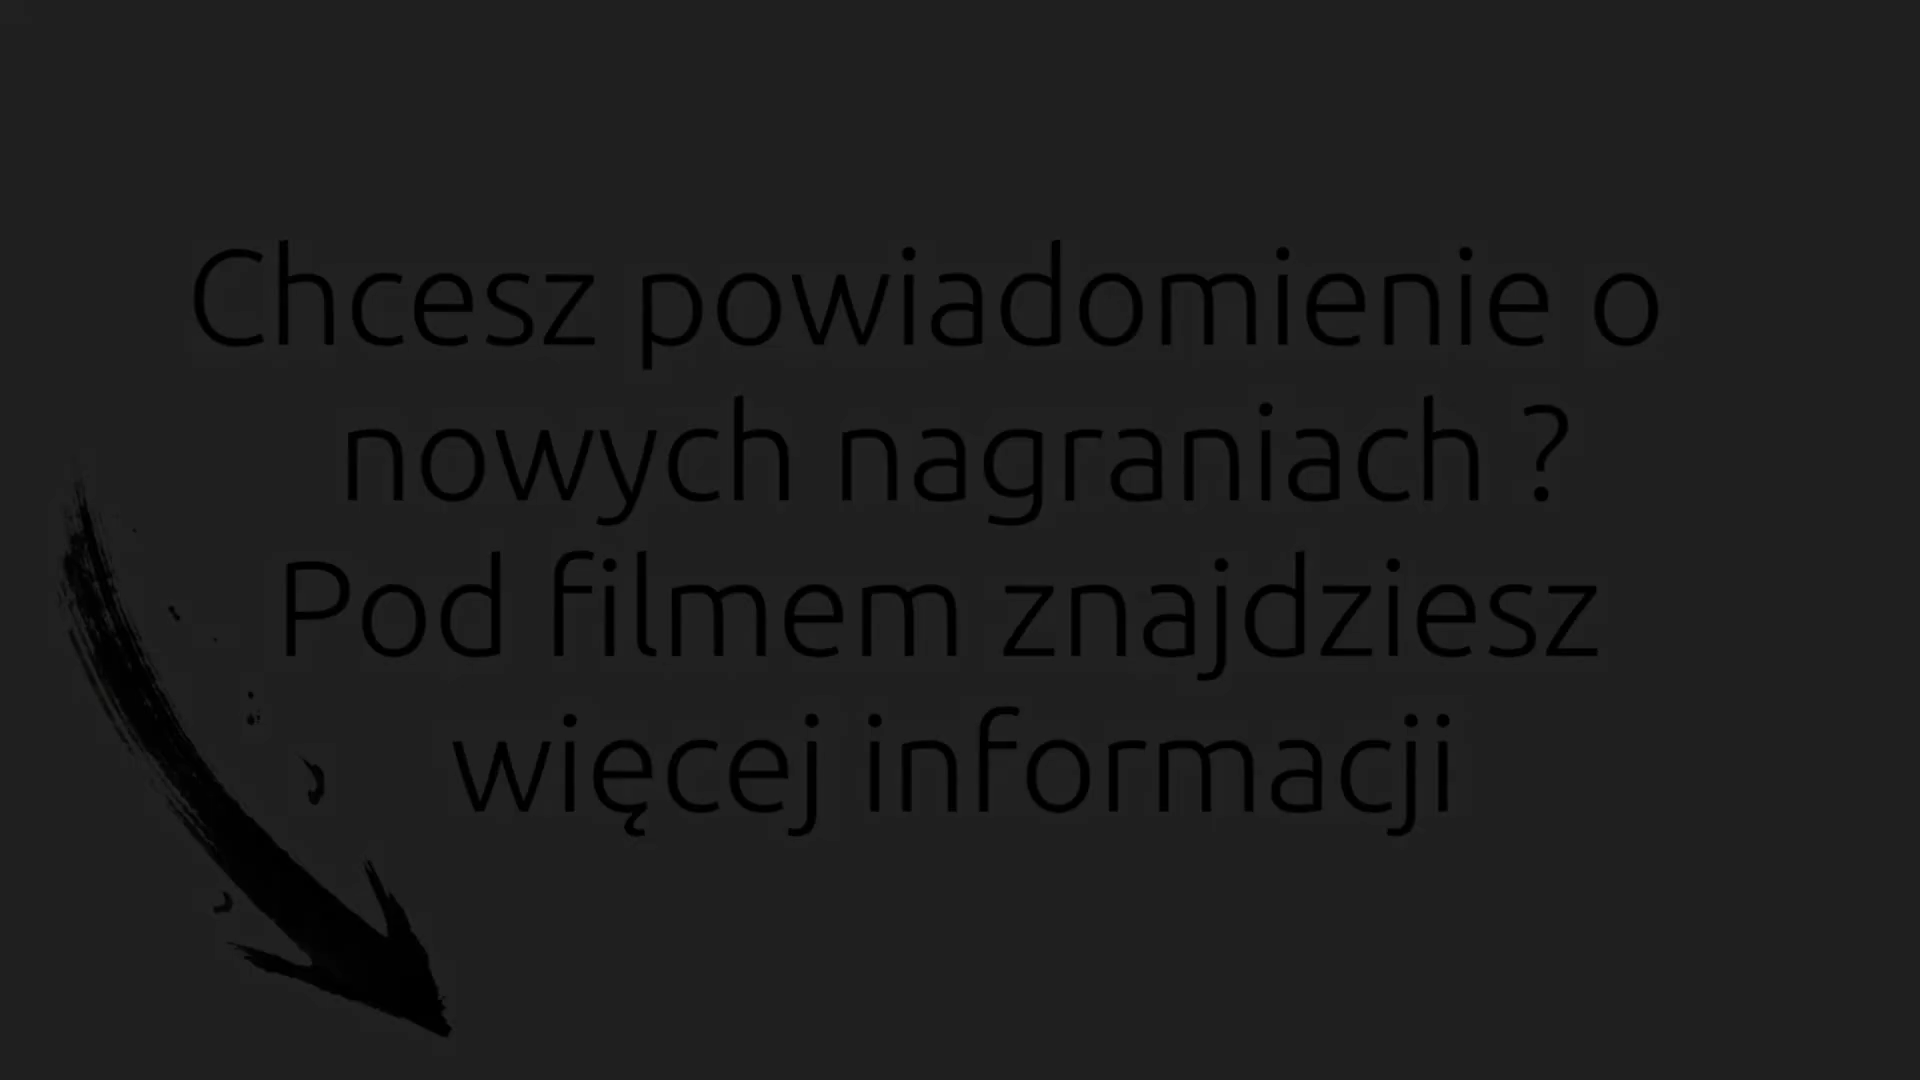 Chcesz powiadomienie o
nowych nagraniach ?
Pod filmem znajdziesz
więcej informacji